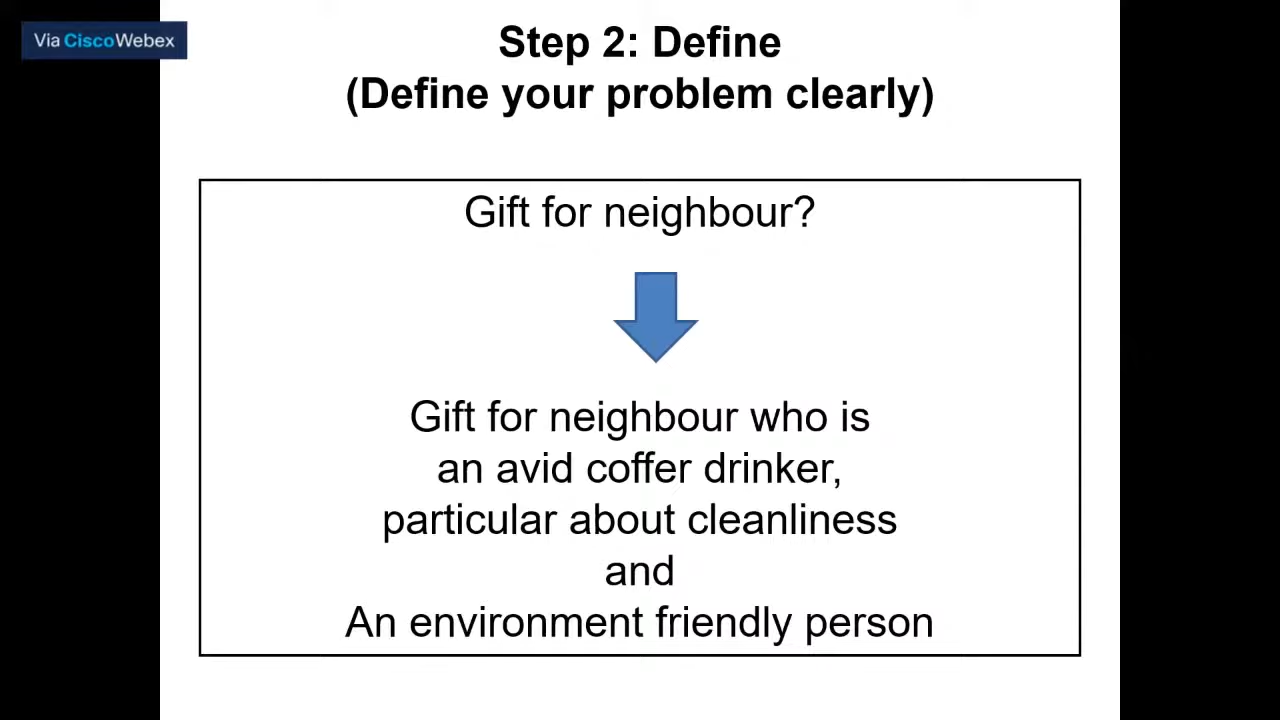 Via CiscoWebex
Step 2: Define
(Define your problem clearly)
Gift for neighbour?
Gift for neighbour who is
an avid coffer drinker,
particular about cleanliness
and
An environment friendly person